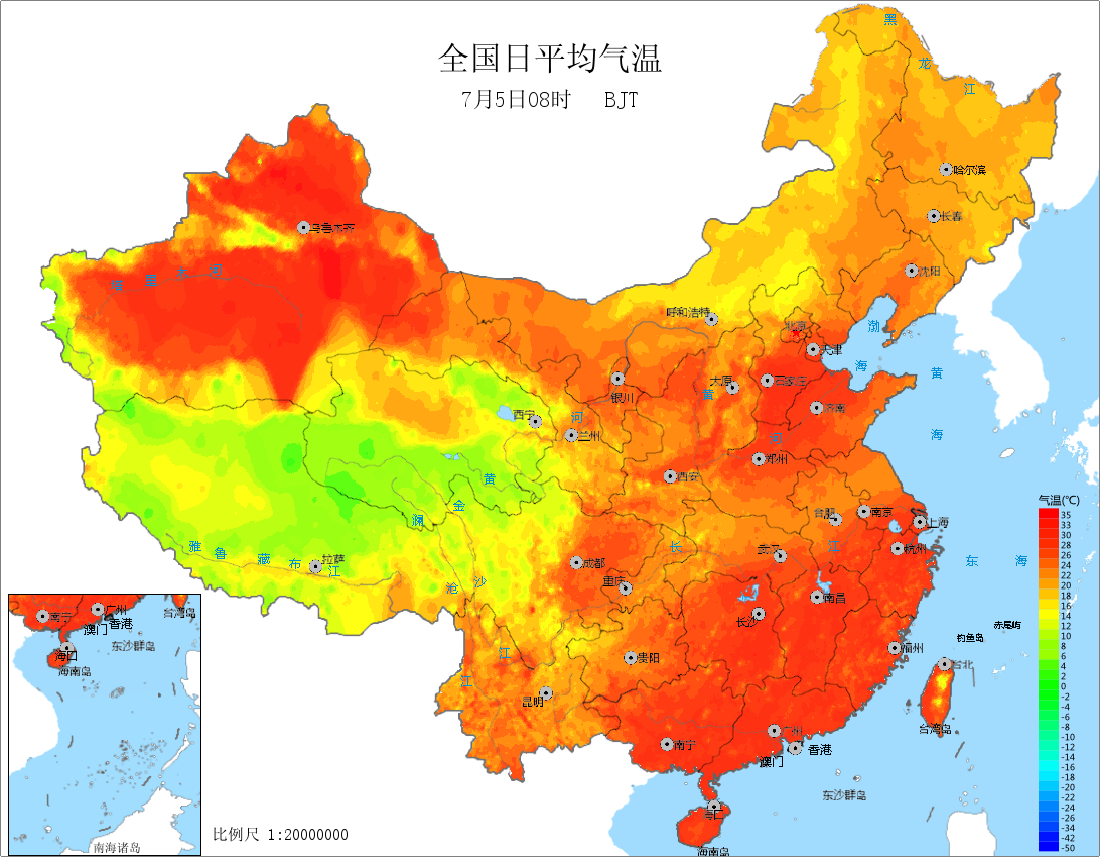 全国日平均气温
7月5日08时 BJT
黑
龙
江
哈尔滨
长春
沈阳
乌鲁木齐
塔里木河
呼和浩特
北京
天津
渤
海
黄
海
太原
石家庄
济南
银川
黄
河
西宁
兰州
河
郑州
西安
黄
金
澜
沧
沙
江
江
雅鲁藏布江
拉萨
成都
重庆
长
江
武汉
合肥
南京
上海
杭州
东海
南昌
长沙
贵阳
昆明
福州
钓鱼岛
赤尾屿
台北
台湾岛
广州
香港
澳门
南宁
海口
海南岛
东沙群岛
气温(℃)
35
33
30
28
26
24
22
20
18
16
14
12
10
8
6
4
2
0
-2
-4
-6
-8
-10
-12
-14
-16
-18
-20
-22
-24
-26
-34
-42
-50
南宁
广州
香港
澳门
台湾岛
东沙群岛
海口
海南岛
南海诸岛
比例尺 1:20000000